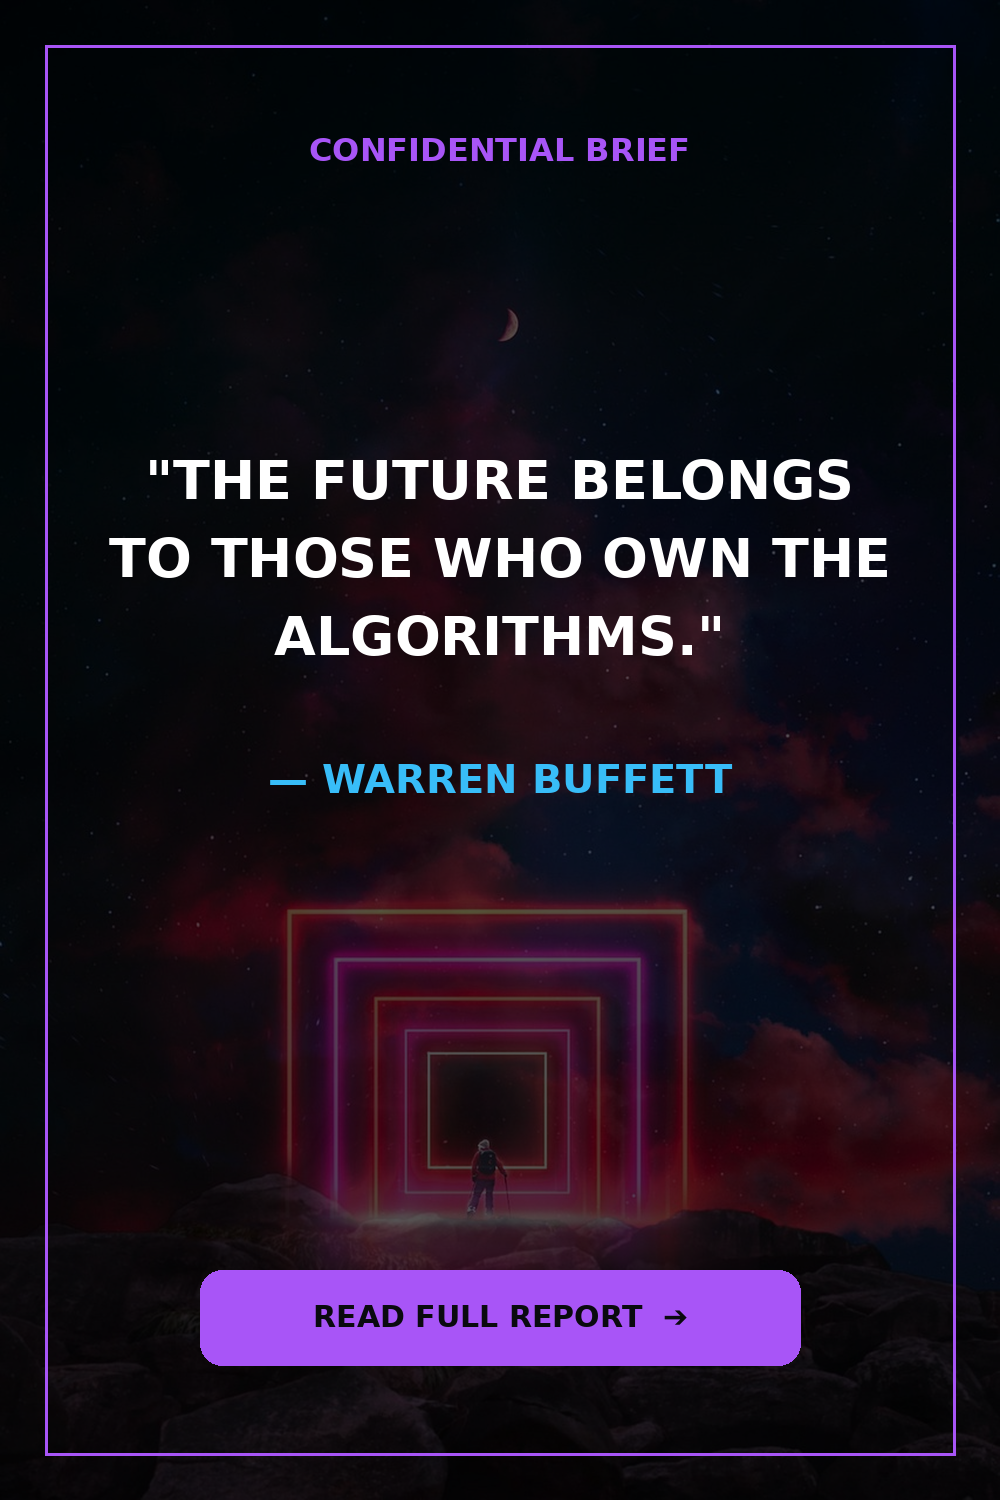 CONFIDENTIAL BRIEF
"THE FUTURE BELONGS
TO THOSE WHO OWN THE
ALGORITHMS."
— WARREN BUFFETT
READ FULL REPORT ➔